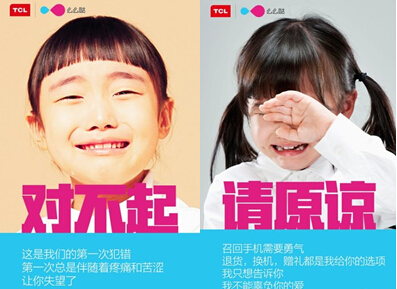 TCL
对不起
这是我们的第一次犯错
第一次总是伴随着疼痛和苦涩
让你失望了
TCL
请原谅
召回手机需要勇气
退货，换机，赠礼都是我给你的选项
我只想告诉你
我不能辜负你的爱